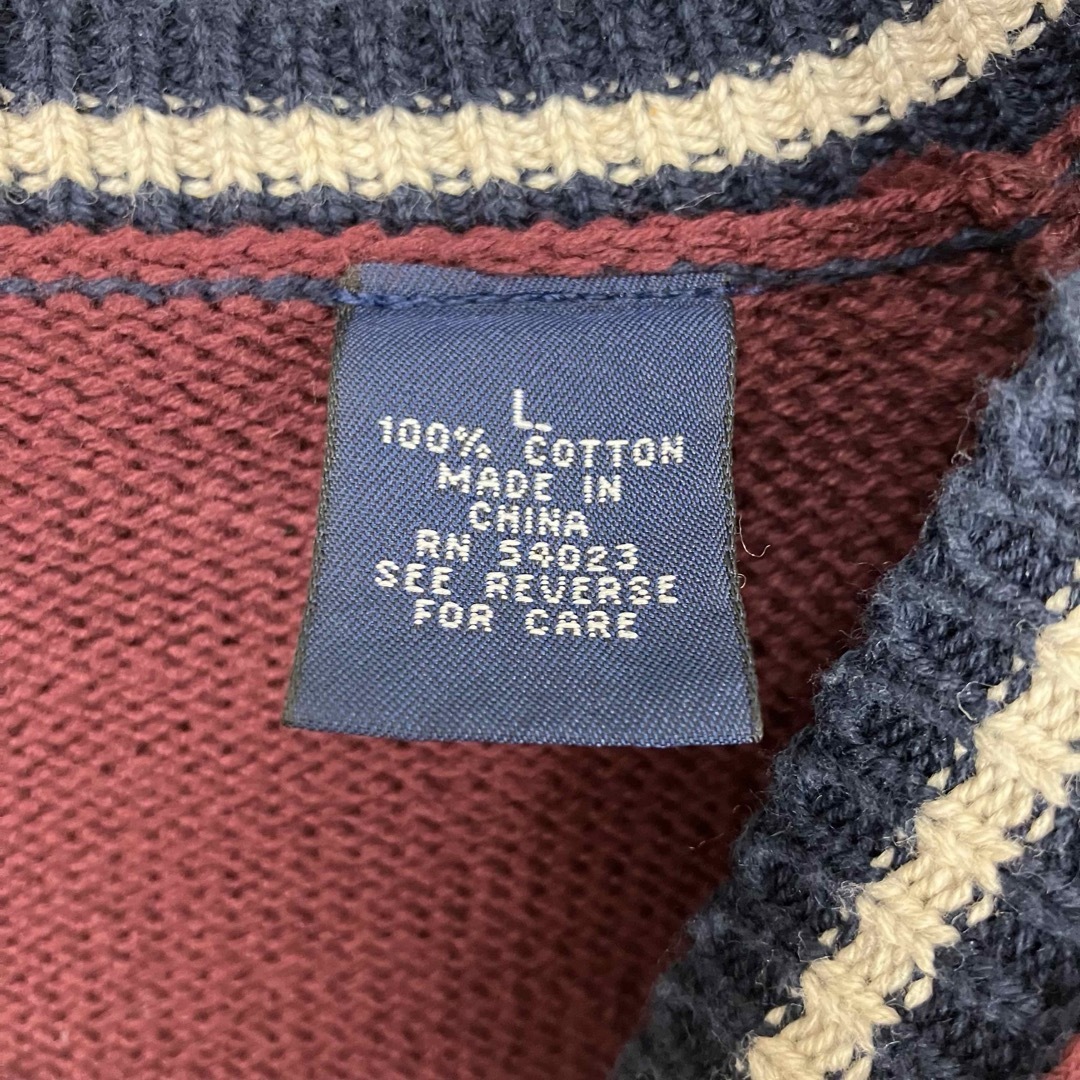 L.
100% COTTON
MADE IN
CHINA
RN 54023
SEE REVERSE
FOR CARE